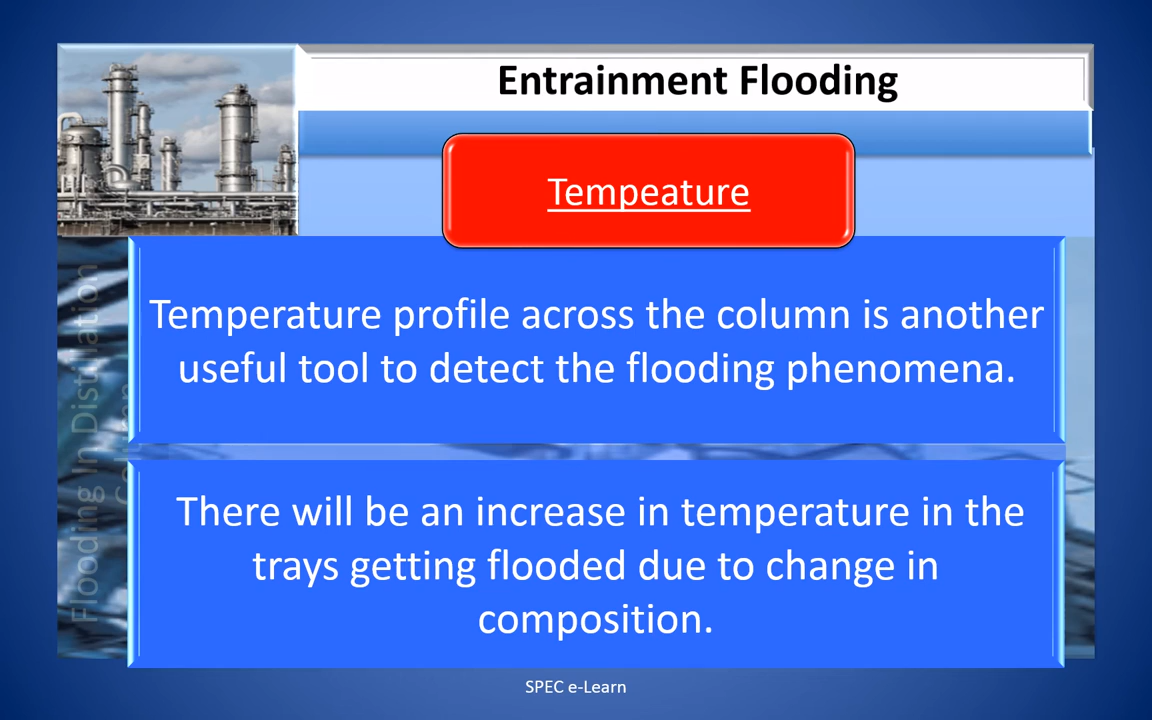 Entrainment Flooding
Tempeature
Temperature profile across the column is another
useful tool to detect the flooding phenomena.
There will be an increase in temperature in the
trays getting flooded due to change in
composition.
Flooding In Distillation
Column
SPEC e-Learn